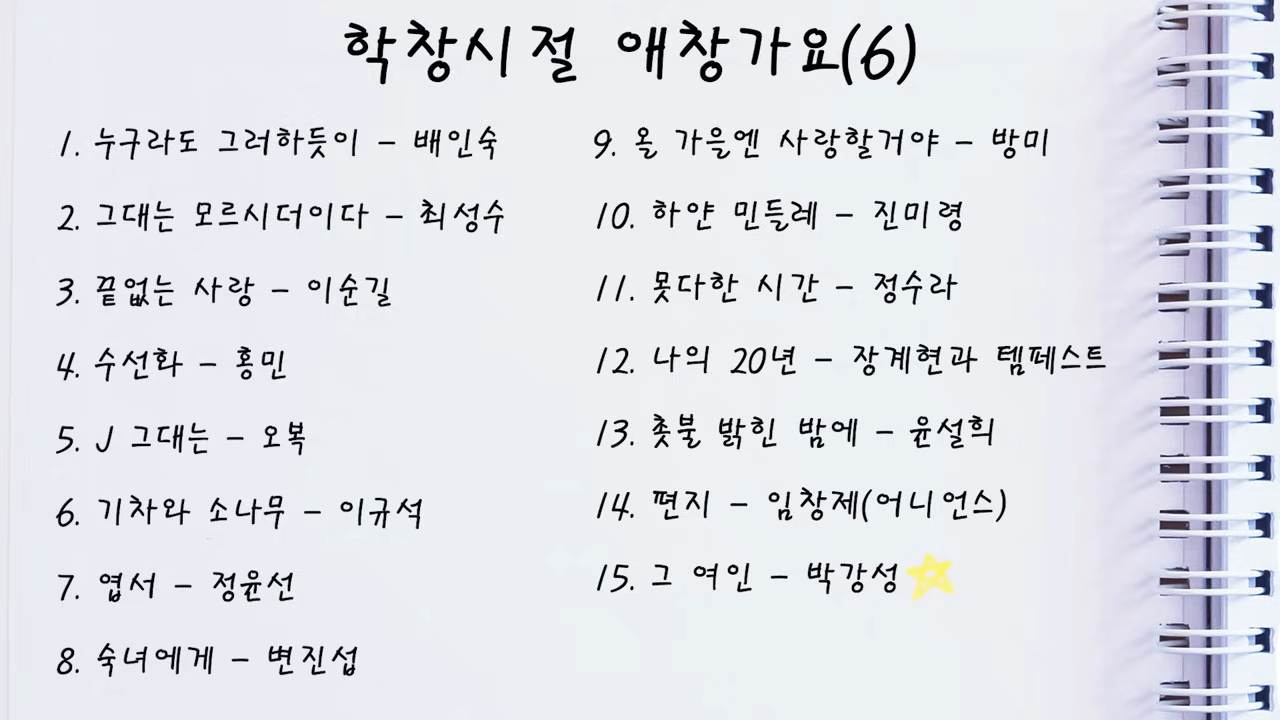 학창시절 애창가요(6)
1. 누구라도 그러하듯이 - 배인숙
2. 그대는 모르시더이다 - 최성수
3. 끝없는 사랑 - 이순길
4. 수선화 - 홍민
5. J 그대는 - 오복
6. 기차와 소나무 - 이규석
7. 엽서 - 정윤선
8. 숙녀에게 - 변진섭
9. 올 가을엔 사랑할거야 - 방미
10. 하얀 민들레 - 진미령
11. 못다한 시간 - 정수라
12. 나의 20년 - 장계현과 템페스트
13. 촛불 밝힌 밤에 - 윤설희
14. 편지 - 임창제(어니언스)
15. 그 여인 - 박강성